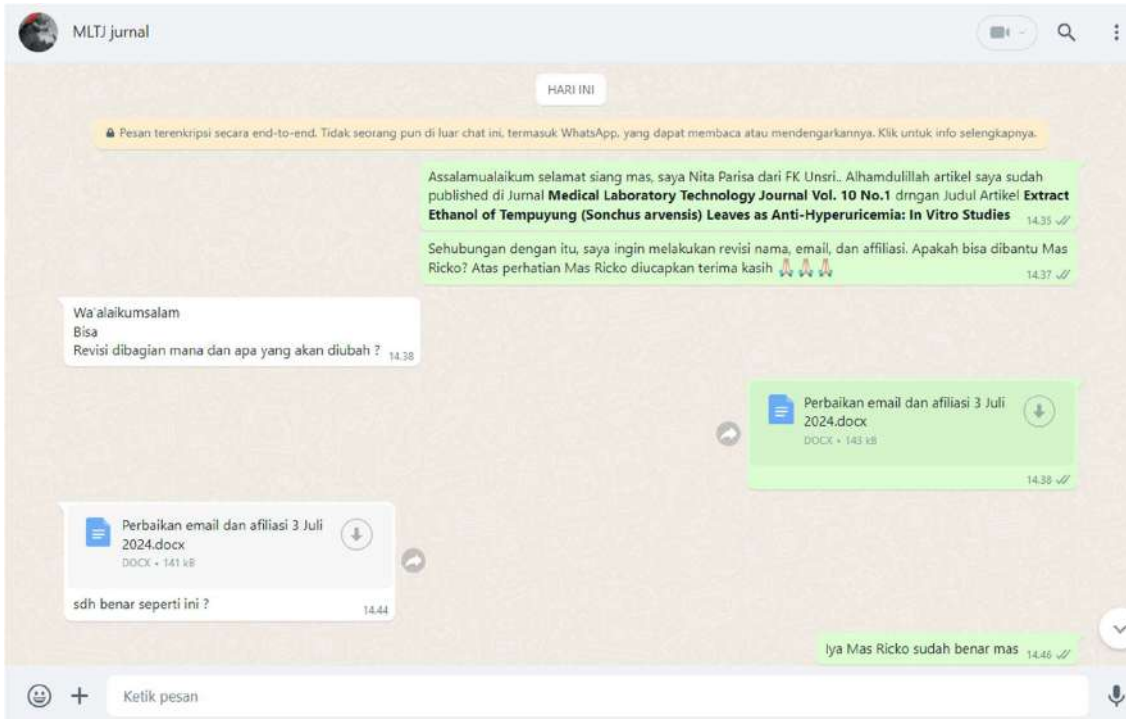 MLTJ jurnal
HARI INI
Pesan terenkripsi secara end-to-end. Tidak seorang pun di luar chat ini, termasuk WhatsApp, yang dapat membaca atau mendengarkannya. Klik untuk info selengkapnya.
Assalamualaikum selamat siang mas, saya Nita Parisa dari FK Unsri.. Alhamdulillah artikel saya sudah
published di Jurnal Medical Laboratory Technology Journal Vol. 10 No.1 drngan Judul Artikel Extract
Ethanol of Tempuyung (Sonchus arvensis) Leaves as Anti-Hyperuricemia: In Vitro Studies 14.35
Sehubungan dengan itu, saya ingin melakukan revisi nama, email, dan affiliasi. Apakah bisa dibantu Mas
Ricko? Atas perhatian Mas Ricko diucapkan terima kasih 🙏🙏🙏 14.37
Wa'alaikumsalam
Bisa
Revisi dibagian mana dan apa yang akan diubah ? 14.38
Perbaikan email dan afiliasi 3 Juli
2024.docx
DOCX • 143 kB
14.38
Perbaikan email dan afiliasi 3 Juli
2024.docx
DOCX • 141 kB
sdh benar seperti ini ? 14.44
Iya Mas Ricko sudah benar mas 14.46
Ketik pesan